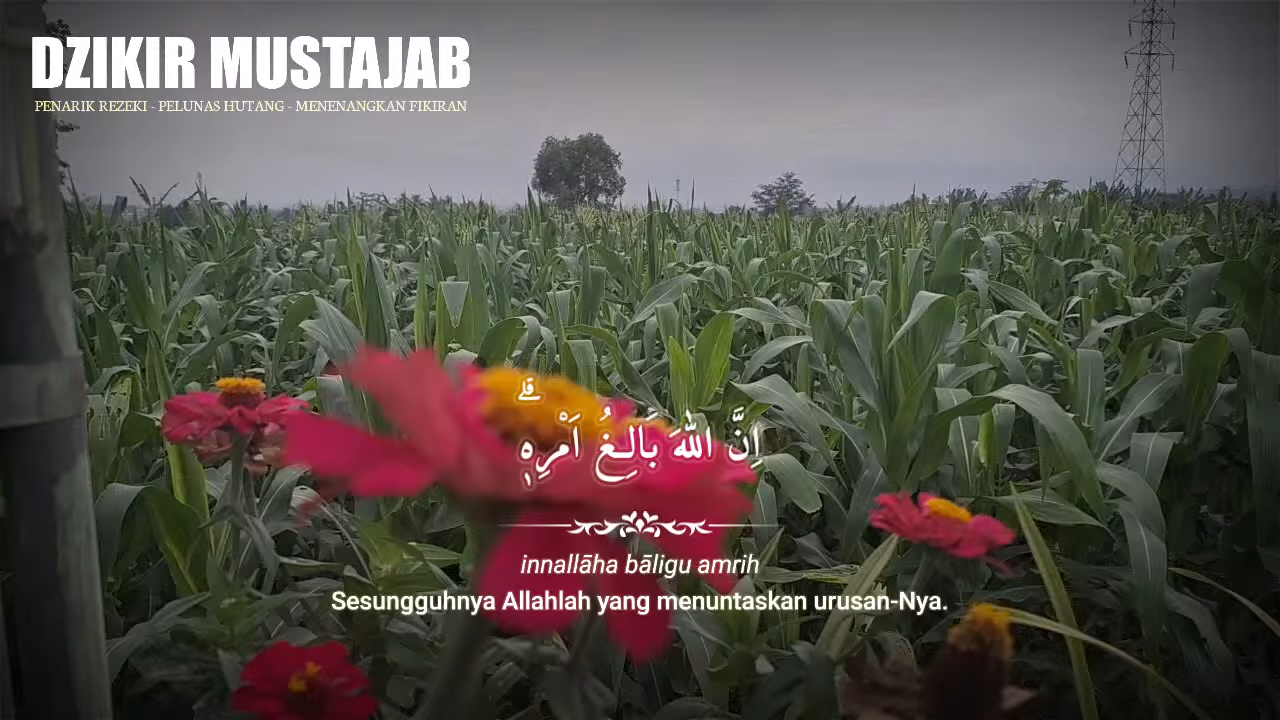 DZIKIR MUSTAJAB
PENARIK REZEKI - PELUNAS HUTANG - MENENANGKAN FIKIRAN
اِنَّ اللّٰهَ بَالِغُ اَمْرِهٖۗ
innallāha bāligu amrih
Sesungguhnya Allahlah yang menuntaskan urusan-Nya.